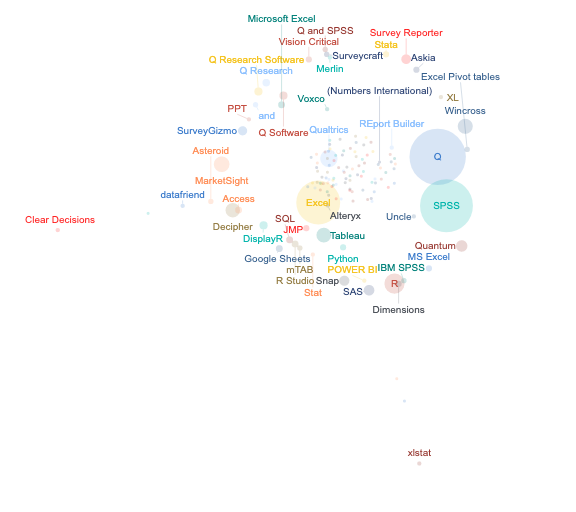 Microsoft Excel
Q and SPSS
Survey Reporter
Vision Critical
Stata
Surveycraft
Askia
Q Research Software
Merlin
Q Research
Excel Pivot tables
(Numbers International)
Voxco
XL
PPT
Wincross
and
REport Builder
SurveyGizmo
Q Software
Qualtrics
Asteroid
Q
MarketSight
datafriend
Access
Excel
SPSS
Clear Decisions
SQL
Alteryx
Uncle
Decipher
JMP
DisplayR
Tableau
Quantum
Google Sheets
Python
MS Excel
mTAB
POWER BI
IBM SPSS
R Studio
Snap
R
Stat
SAS
Dimensions
xlstat